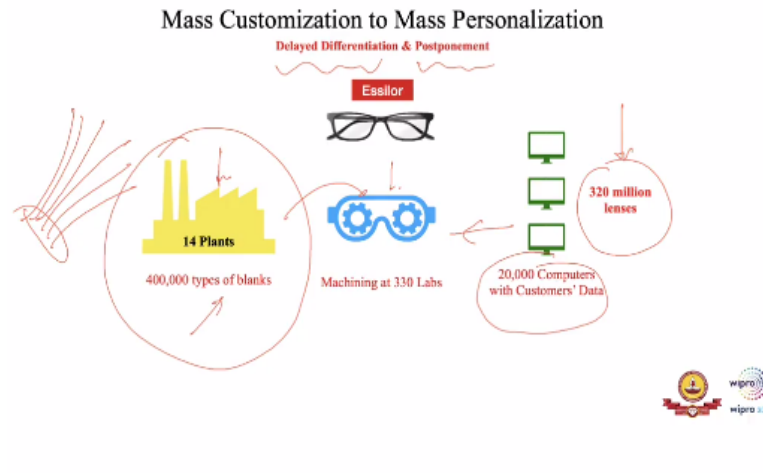 Mass Customization to Mass Personalization
Delayed Differentiation & Postponement
Essilor
320 million
lenses
14 Plants
400,000 types of blanks
Machining at 330 Labs
20,000 Computers
with Customers' Data
wipro
wipro